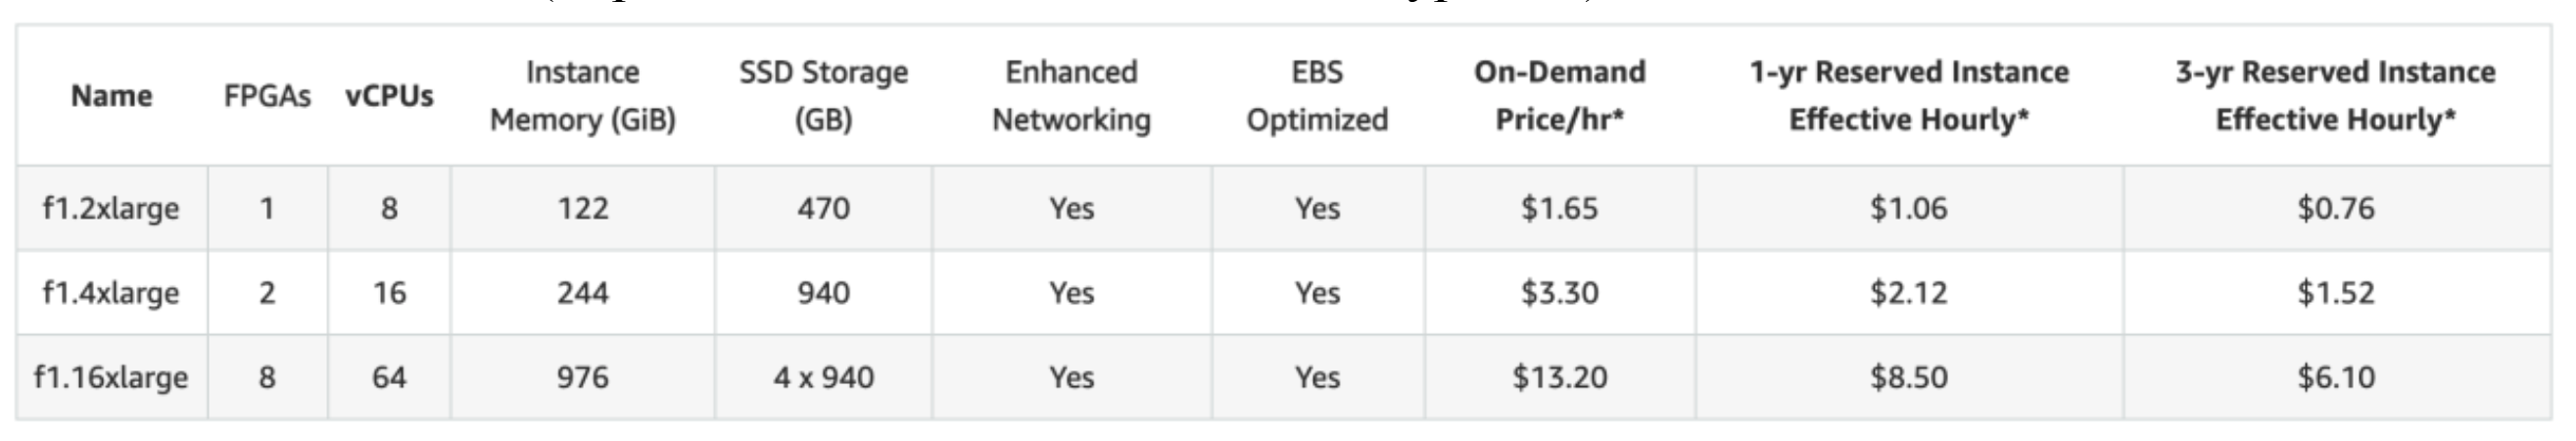 Name FPGAs vCPUs Instance Memory (GiB) SSD Storage (GB) Enhanced Networking EBS Optimized On-Demand Price/hr* 1-yr Reserved Instance Effective Hourly* 3-yr Reserved Instance Effective Hourly*
f1.2xlarge 1 8 122 470 Yes Yes $1.65 $1.06 $0.76
f1.4xlarge 2 16 244 940 Yes Yes $3.30 $2.12 $1.52
f1.16xlarge 8 64 976 4 x 940 Yes Yes $13.20 $8.50 $6.10